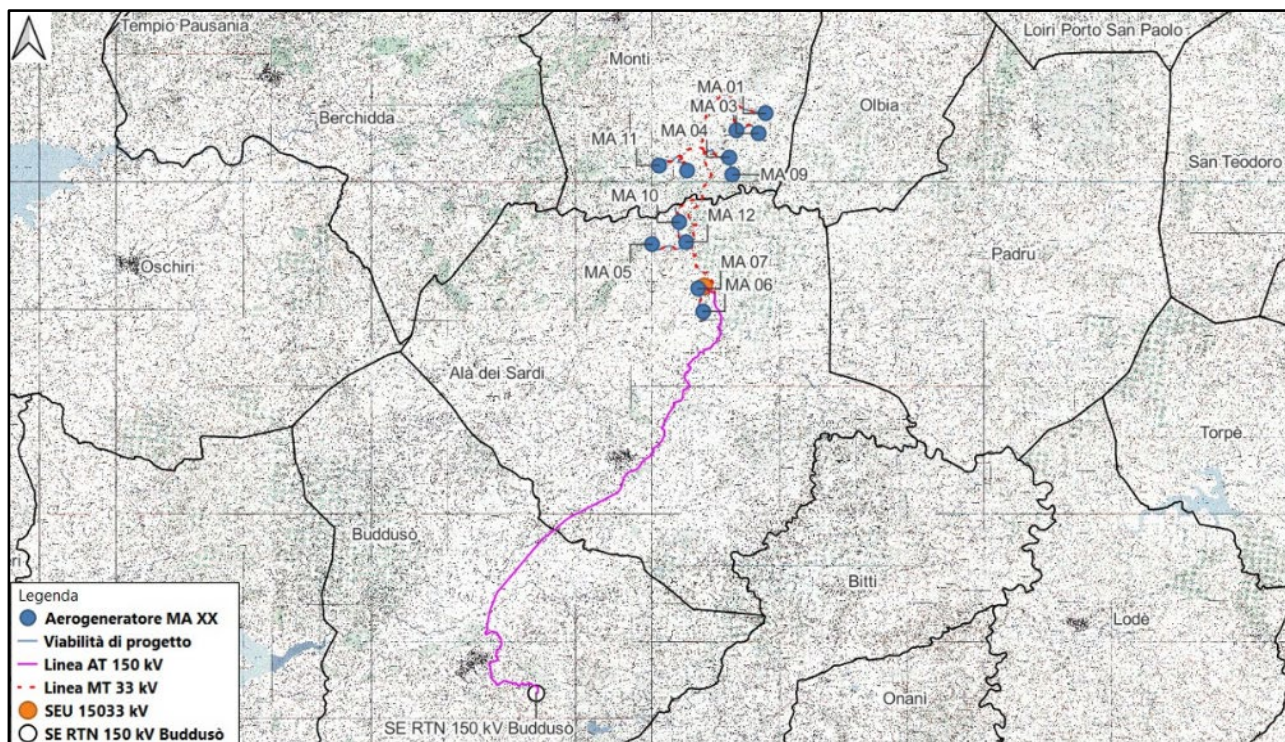 Tempio Pausania
Loiri Porto San Paolo
Monti
MA 01
MA 03
Olbia
Berchidda
MA 04
MA 11
San Teodoro
MA 09
MA 10
MA 12
Oschiri
Padru
MA 07
MA 05
MA 06
Alà dei Sardi
Torpè
Buddusò
Bitti
Lodè
Onanì
SE RTN 150 kV Buddusò
Legenda
Aerogeneratore MA XX
Viabilità di progetto
Linea AT 150 kV
Linea MT 33 kV
SEU 15033 kV
SE RTN 150 kV Buddusò